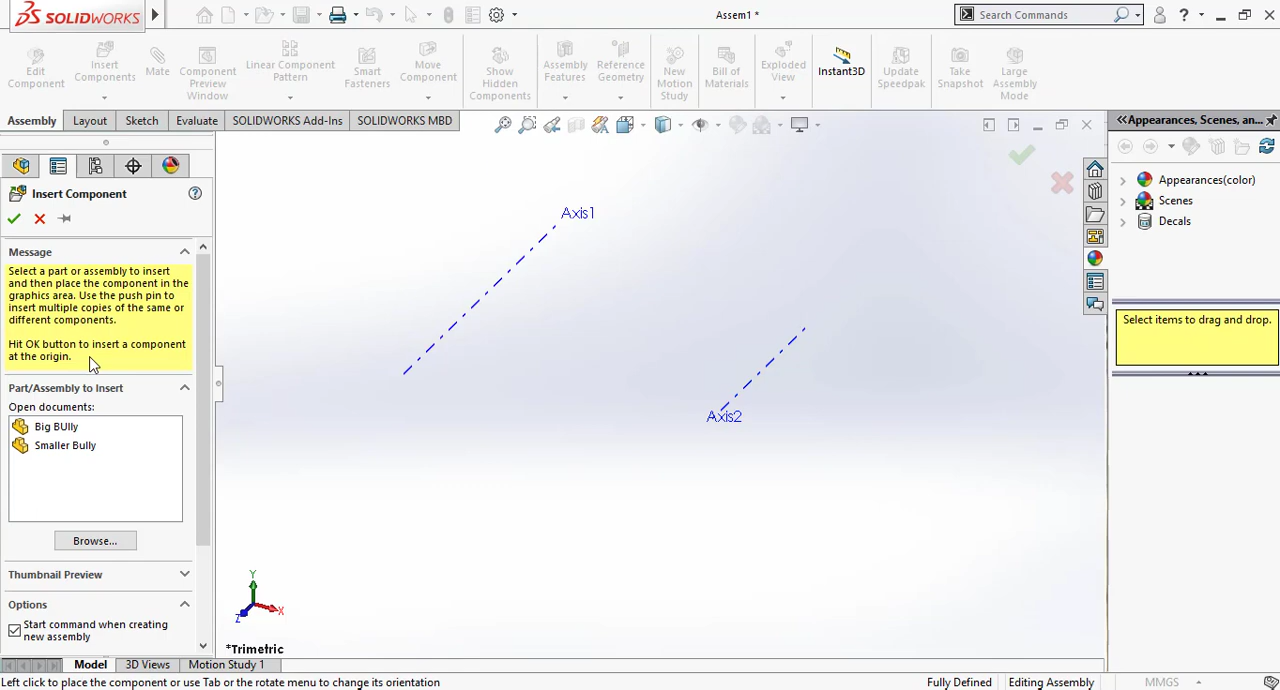 SOLIDWORKS
Assem1 *
Search Commands
?
Edit
Component
Insert
Components
Mate
Component
Preview
Window
Linear Component
Pattern
Smart
Fasteners
Move
Component
Show
Hidden
Components
Assembly
Features
Reference
Geometry
New
Motion
Study
Bill of
Materials
Exploded
View
Instant3D
Update
Speedpak
Take
Snapshot
Large
Assembly
Mode
Assembly
Layout
Sketch
Evaluate
SOLIDWORKS Add-Ins
SOLIDWORKS MBD
Insert Component
?
Message
Select a part or assembly to insert
and then place the component in the
graphics area. Use the push pin to
insert multiple copies of the same or
different components.
Hit OK button to insert a component
at the origin.
Part/Assembly to Insert
Open documents:
Big BUlly
Smaller Bully
Browse...
Thumbnail Preview
Options
Start command when creating
new assembly
Axis1
Axis2
Y
X
Z
*Trimetric
Appearances, Scenes, an...
Appearances(color)
Scenes
Decals
Select items to drag and drop.
Model
3D Views
Motion Study 1
Left click to place the component or use Tab or the rotate menu to change its orientation
Fully Defined
Editing Assembly
MMGS